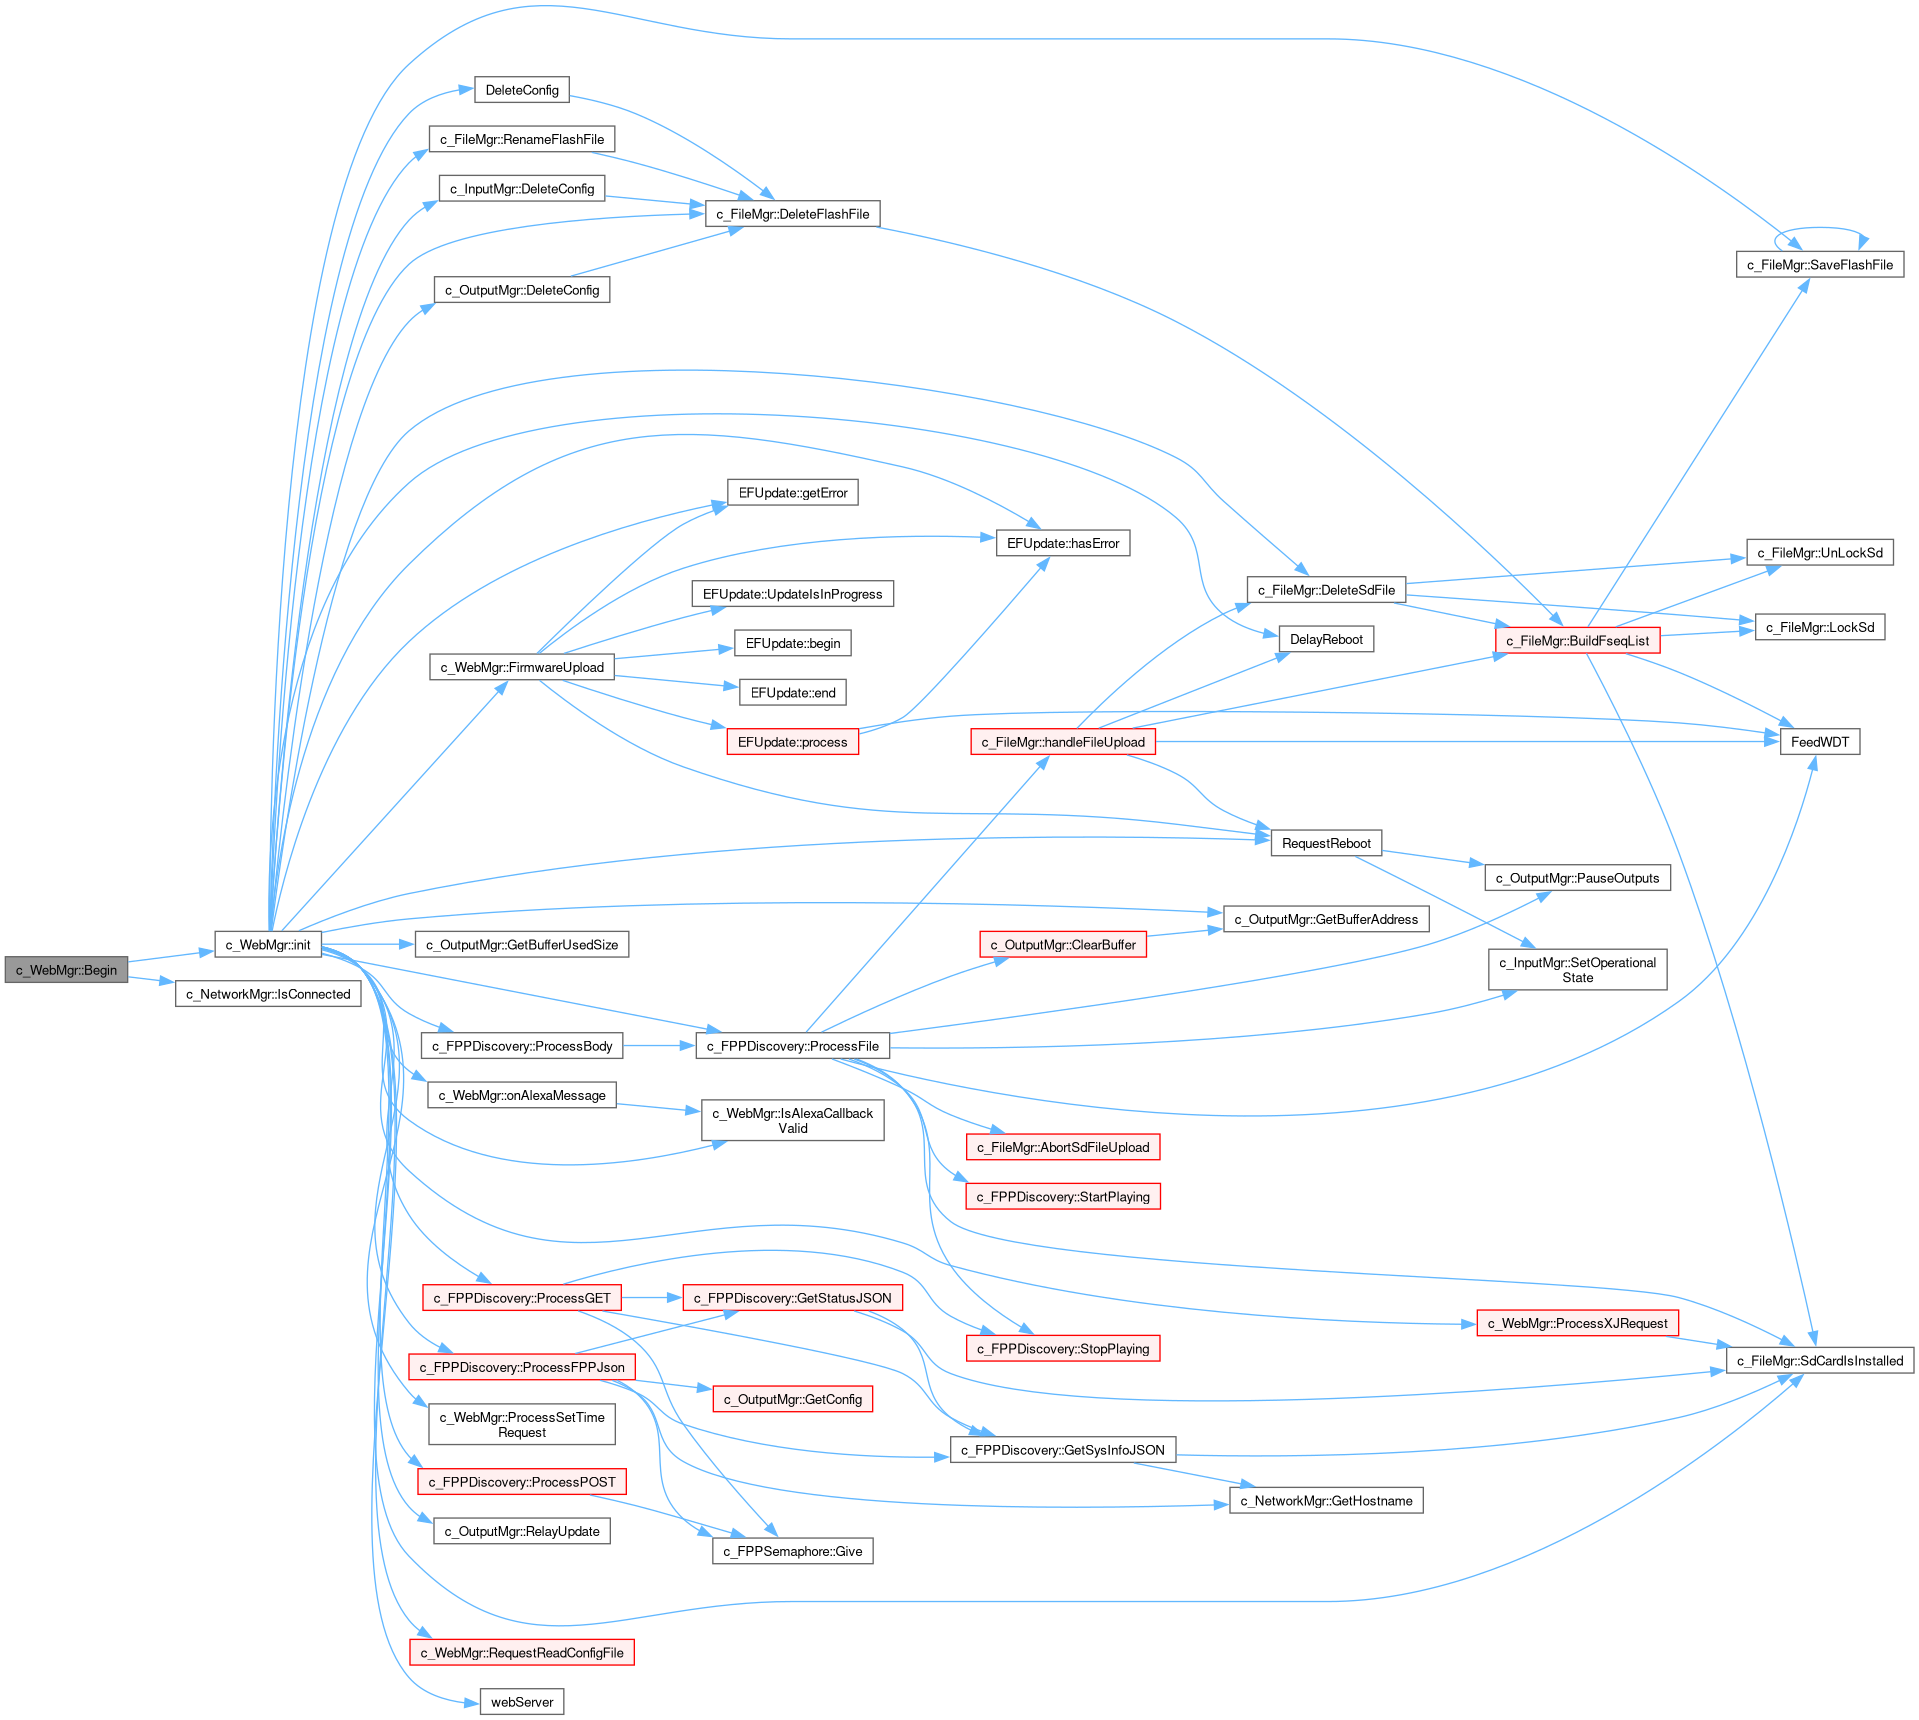 DeleteConfig
c_FileMgr::RenameFlashFile
c_InputMgr::DeleteConfig
c_FileMgr::DeleteFlashFile
c_FileMgr::SaveFlashFile
c_OutputMgr::DeleteConfig
EFUpdate::getError
EFUpdate::hasError
c_FileMgr::UnLockSd
c_FileMgr::DeleteSdFile
EFUpdate::UpdateIsInProgress
c_FileMgr::LockSd
DelayReboot
c_FileMgr::BuildFseqList
EFUpdate::begin
c_WebMgr::FirmwareUpload
EFUpdate::end
EFUpdate::process
c_FileMgr::handleFileUpload
FeedWDT
RequestReboot
c_OutputMgr::PauseOutputs
c_OutputMgr::GetBufferAddress
c_WebMgr::init
c_OutputMgr::GetBufferUsedSize
c_OutputMgr::ClearBuffer
c_WebMgr::Begin
c_InputMgr::SetOperational
State
c_NetworkMgr::IsConnected
c_FPPDiscovery::ProcessBody
c_FPPDiscovery::ProcessFile
c_WebMgr::onAlexaMessage
c_WebMgr::IsAlexaCallback
Valid
c_FileMgr::AbortSdFileUpload
c_FPPDiscovery::StartPlaying
c_FPPDiscovery::ProcessGET
c_FPPDiscovery::GetStatusJSON
c_WebMgr::ProcessXJRequest
c_FPPDiscovery::StopPlaying
c_FileMgr::SdCardIsInstalled
c_FPPDiscovery::ProcessFPPJson
c_OutputMgr::GetConfig
c_WebMgr::ProcessSetTime
Request
c_FPPDiscovery::GetSysInfoJSON
c_FPPDiscovery::ProcessPOST
c_NetworkMgr::GetHostname
c_OutputMgr::RelayUpdate
c_FPPSemaphore::Give
c_WebMgr::RequestReadConfigFile
webServer